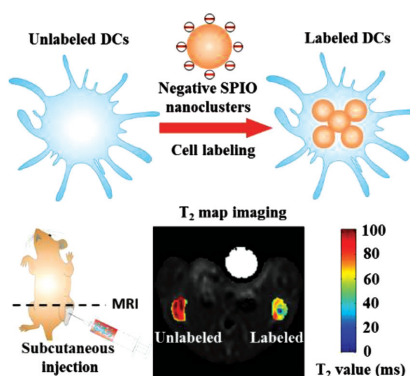 Unlabeled DCs
Labeled DCs
Negative SPIO
nanoclusters
Cell labeling
T₂ map imaging
MRI
Subcutaneous
injection
Unlabeled
Labeled
100
80
60
40
20
0
T₂ value (ms)